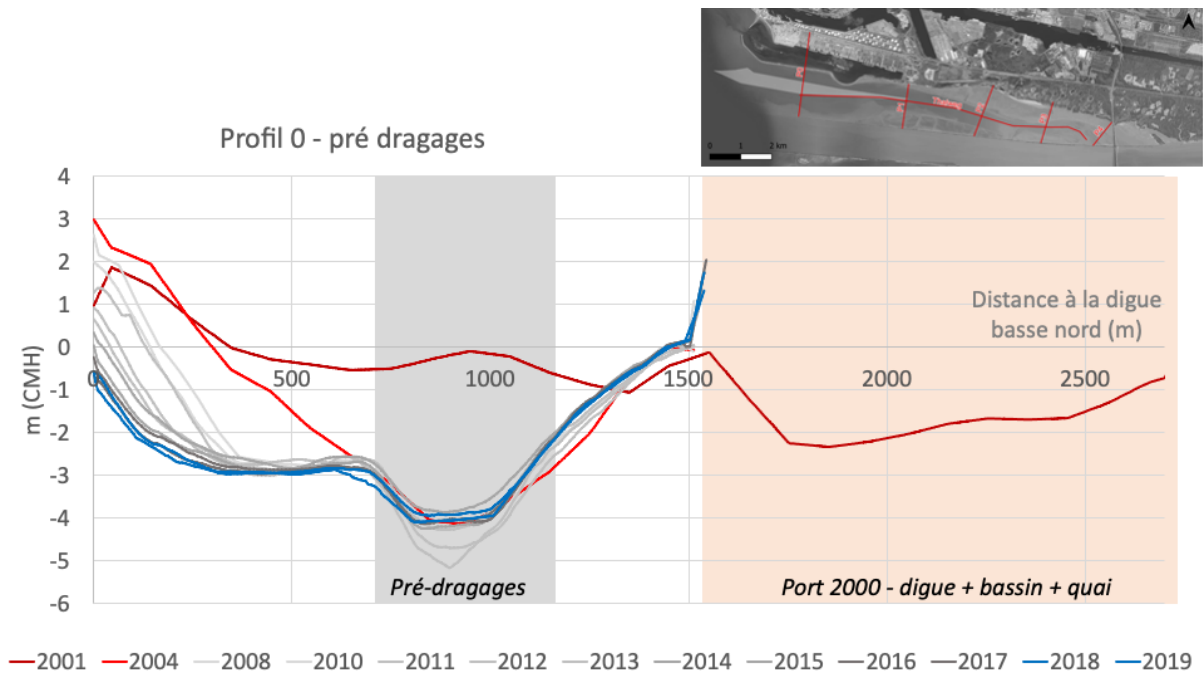 0 1 2 km
Profil 0 - pré dragages
4
3
2
1
0
-1
-2
-3
-4
-5
-6
m (CMH)
0 500 1000 1500 2000 2500
Distance à la digue
basse nord (m)
Pré-dragages
Port 2000 - digue + bassin + quai
2001 2004 2008 2010 2011 2012 2013 2014 2015 2016 2017 2018 2019